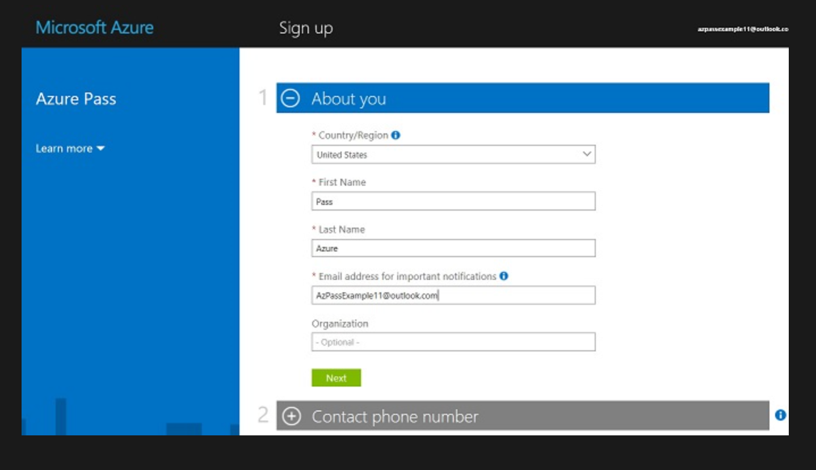 Microsoft Azure
Sign up
azpassexample11@outlook.co
Azure Pass
Learn more
1 About you
* Country/Region
United States
* First Name
Pass
* Last Name
Azure
* Email address for important notifications
AzPassExample11@outlook.com
Organization
- Optional -
Next
2 Contact phone number